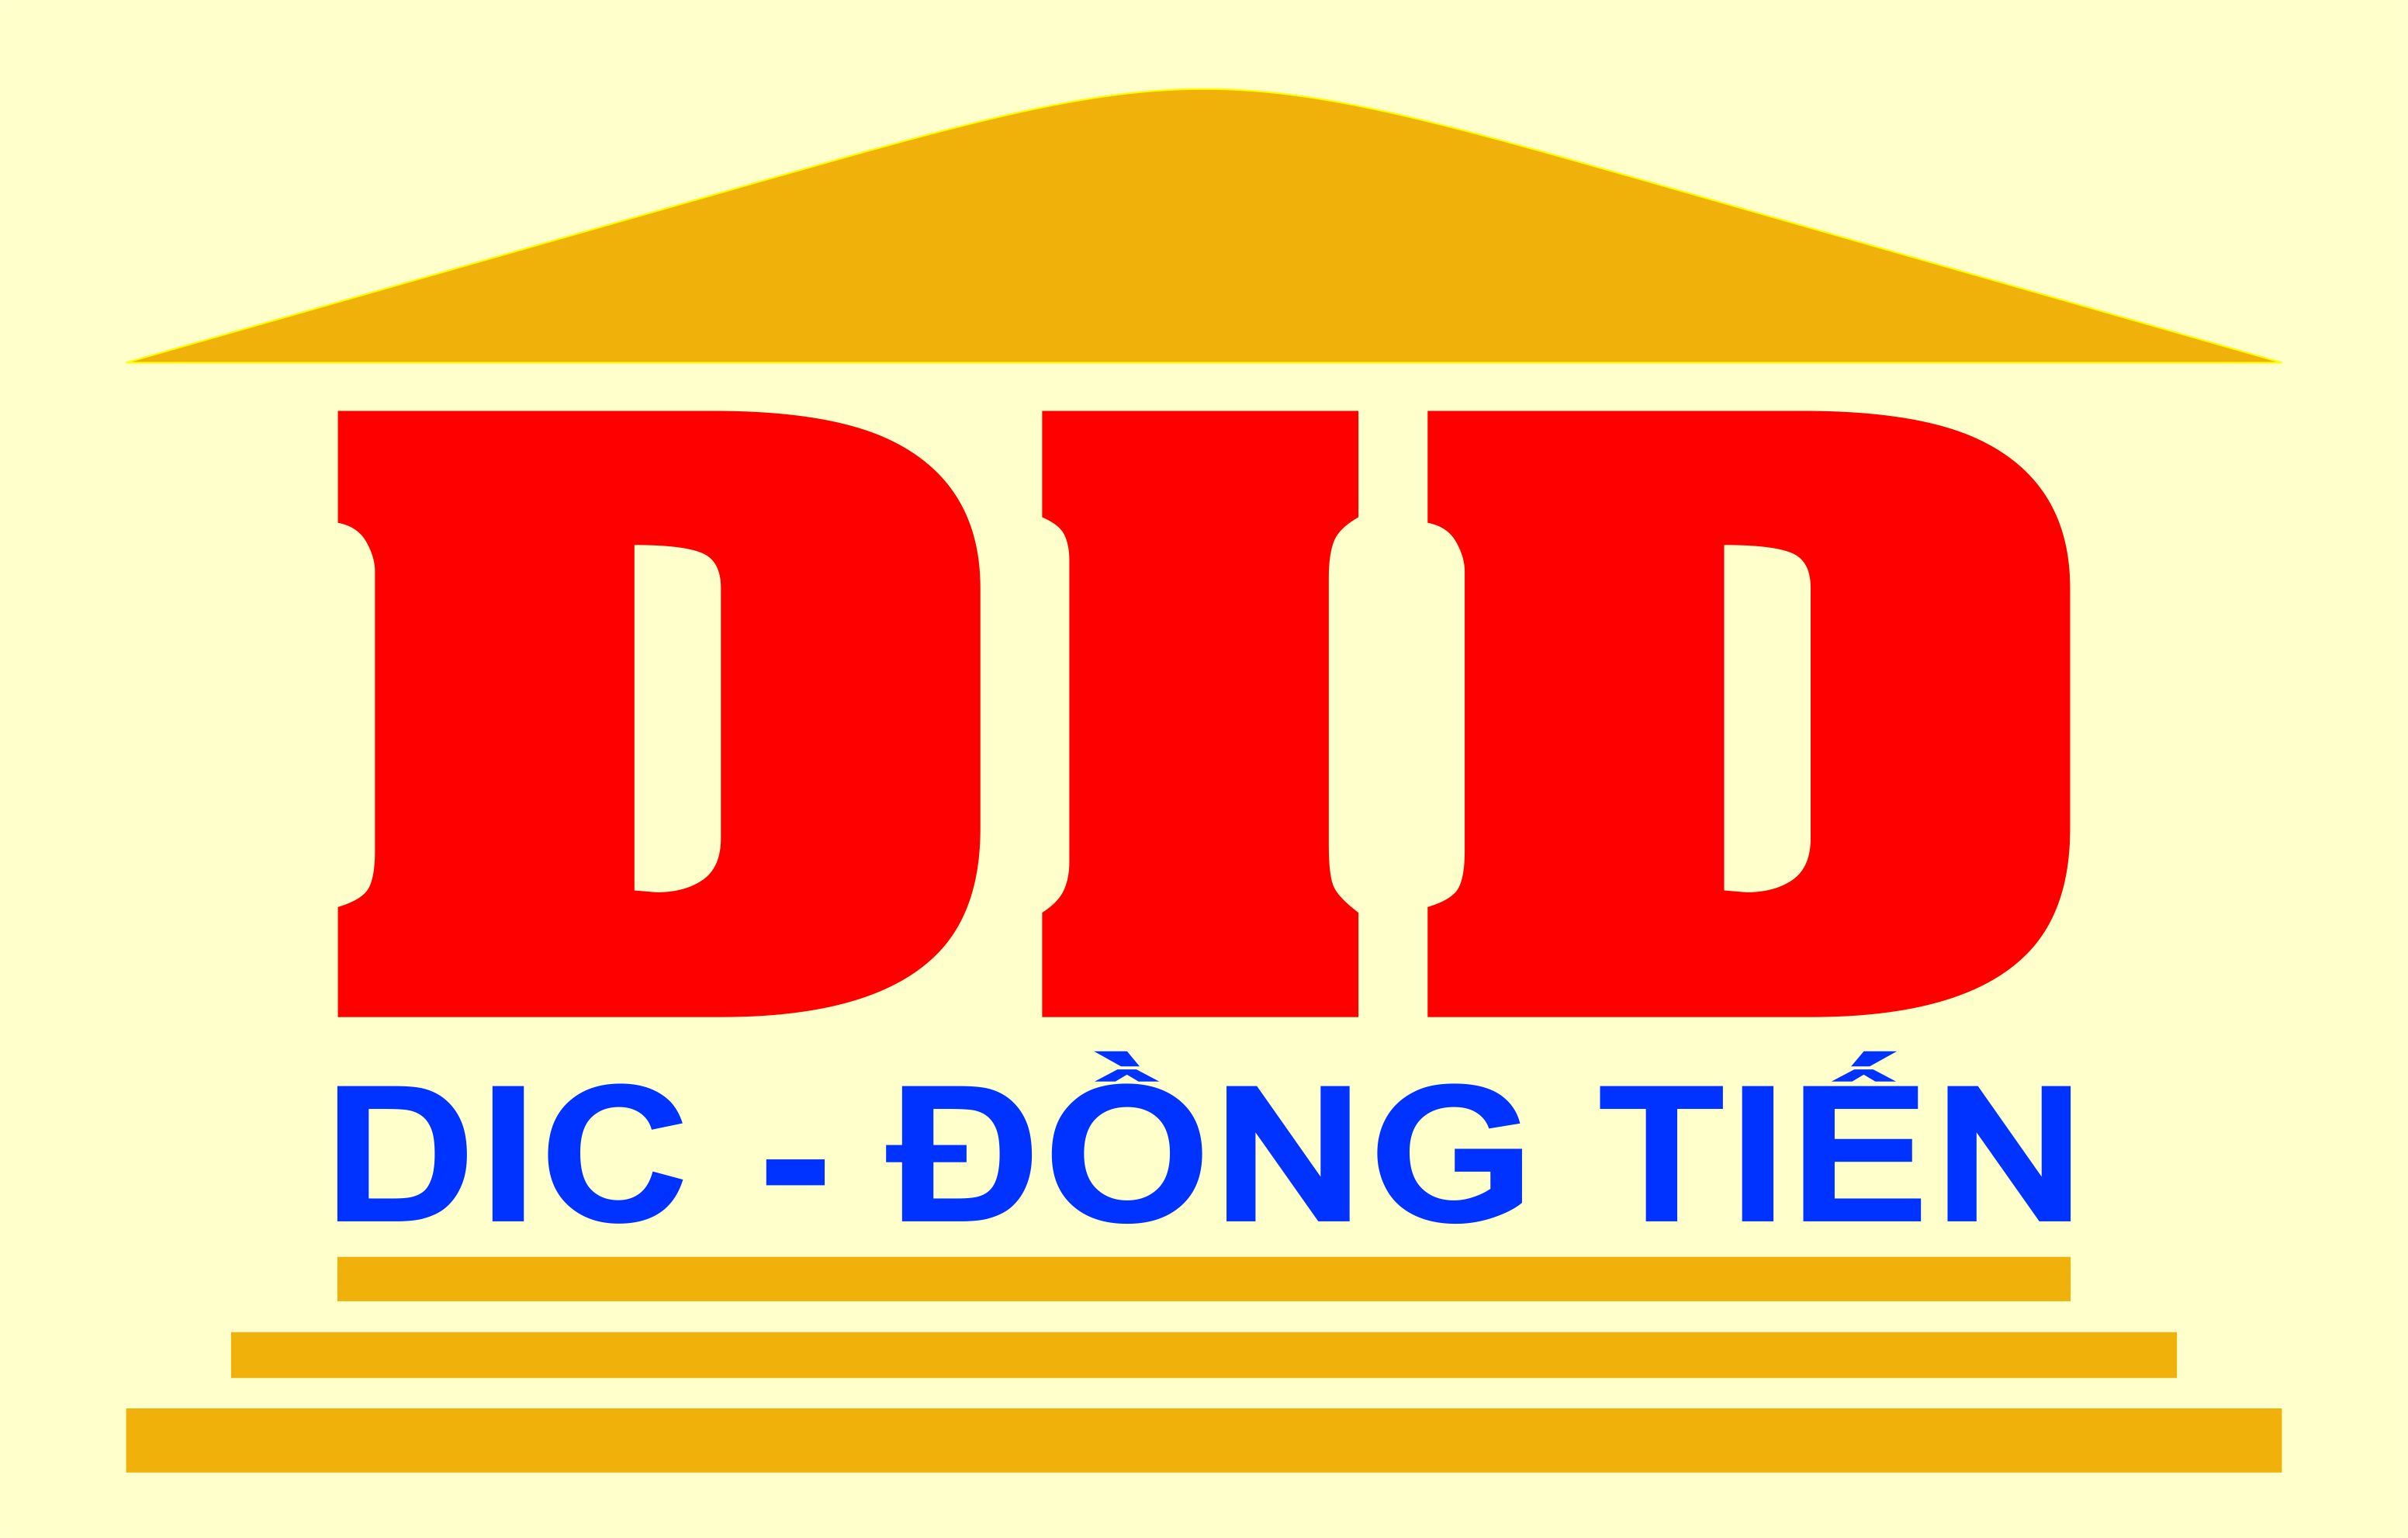 DID
DIC - ĐỒNG TIẾN